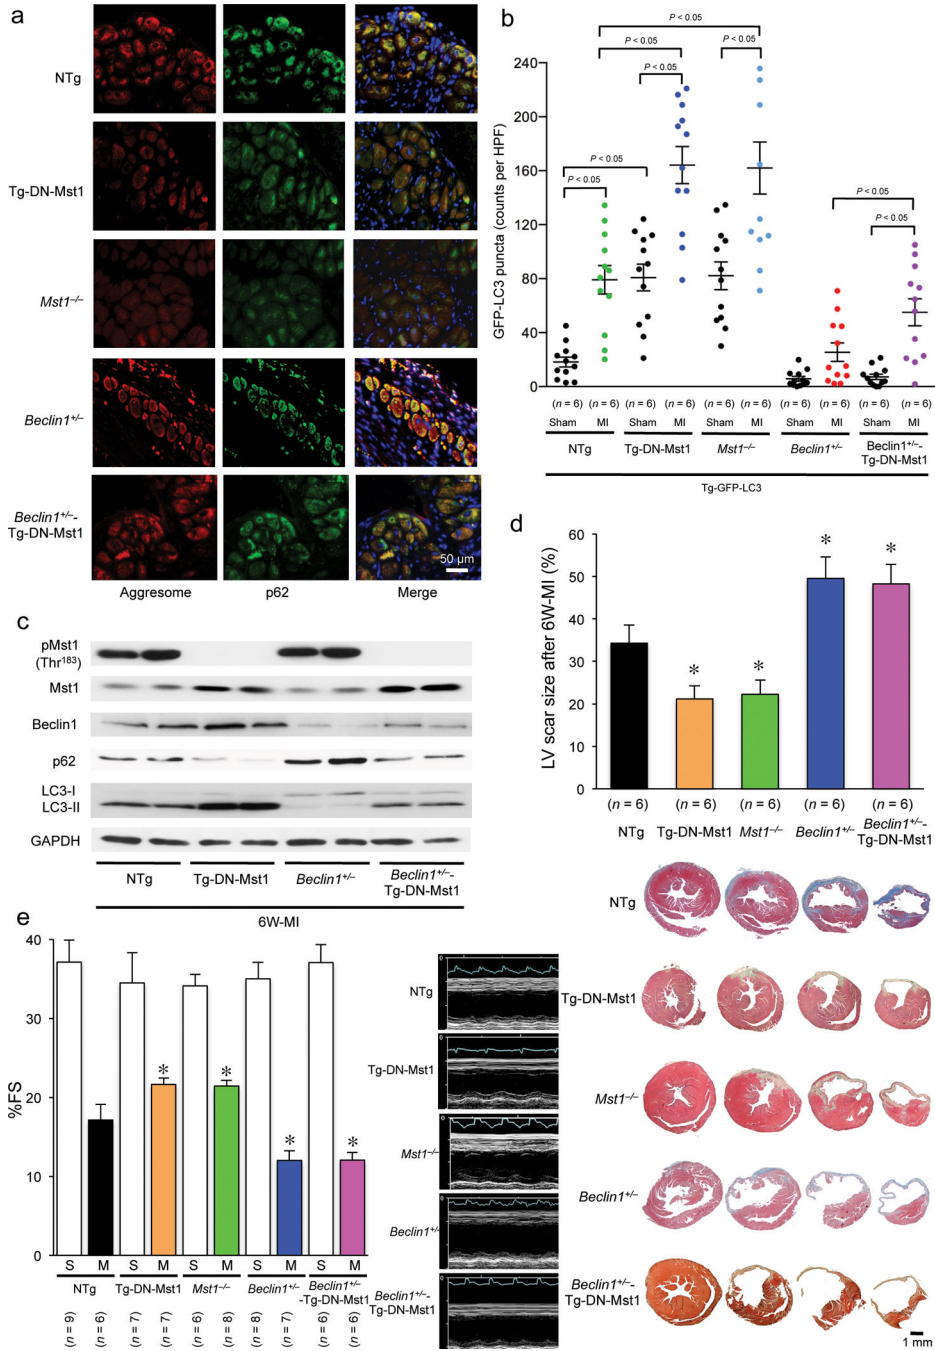 a
NTg
Tg-DN-Mst1
Mst1–/–
Beclin1+/–
Beclin1+/–-
Tg-DN-Mst1
50 µm
Aggresome p62 Merge
b
GFP-LC3 puncta (counts per HPF)
240
200
160
120
80
40
0
P < 0.05
P < 0.05
P < 0.05
P < 0.05
P < 0.05
P < 0.05
P < 0.05
P < 0.05
(n = 6) (n = 6) (n = 6) (n = 6) (n = 6) (n = 6) (n = 6) (n = 6) (n = 6) (n = 6)
Sham MI Sham MI Sham MI Sham MI Sham MI
NTg Tg-DN-Mst1 Mst1–/– Beclin1+/– Beclin1+/–-
Tg-DN-Mst1
Tg-GFP-LC3
c
pMst1
(Thr183)
Mst1
Beclin1
p62
LC3-I
LC3-II
GAPDH
NTg Tg-DN-Mst1 Beclin1+/– Beclin1+/–-
Tg-DN-Mst1
6W-MI
d
LV scar size after 6W-MI (%)
60
50
40
30
20
10
0
* * * *
(n = 6) (n = 6) (n = 6) (n = 6) (n = 6)
NTg Tg-DN-Mst1 Mst1–/– Beclin1+/– Beclin1+/–-
Tg-DN-Mst1
NTg
Tg-DN-Mst1
Mst1–/–
Beclin1+/–
Beclin1+/–-
Tg-DN-Mst1
1 mm
e
%FS
40
30
20
10
0
* * * *
S M S M S M S M S M
NTg Tg-DN-Mst1 Mst1–/– Beclin1+/– Beclin1+/–
-Tg-DN-Mst1
(n = 9) (n = 6) (n = 7) (n = 7) (n = 6) (n = 8) (n = 8) (n = 7) (n = 6) (n = 6)
NTg
Tg-DN-Mst1
Mst1–/–
Beclin1+/–
Beclin1+/–
-Tg-DN-Mst1
0
0
0
0
0